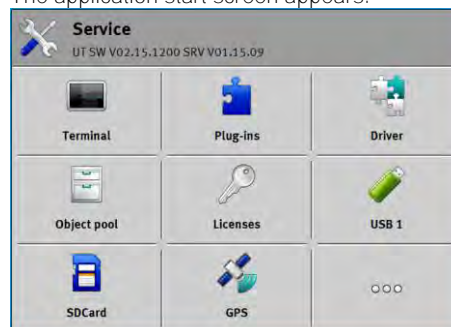 The application start screen appears.
Service
UT SW V02.15.1200 SRV V01.15.09
Terminal
Plug-ins
Driver
Object pool
Licenses
USB 1
SDCard
GPS